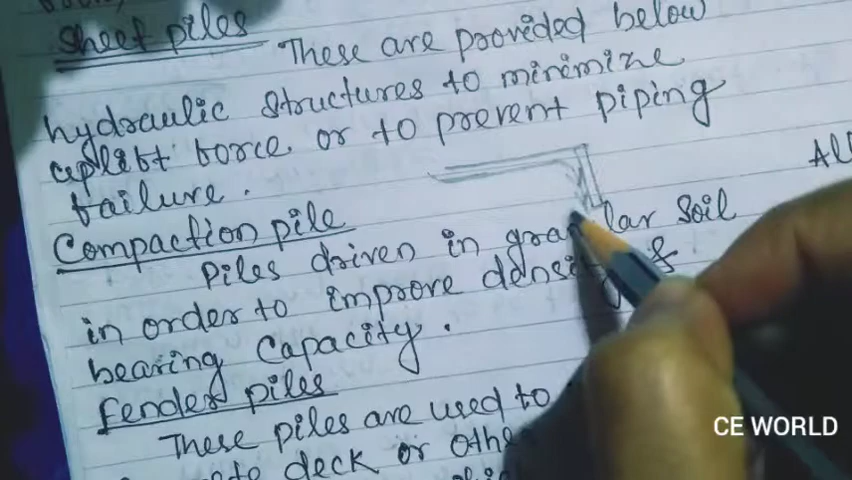 Sheet piles These are provided below
hydraulic structures to minimize
uplift force or to prevent piping
failure.
All
Compaction pile
Piles driven in granular soil
in order to improve density &
bearing capacity.
Fender piles
These piles are used to
deck or
CE WORLD